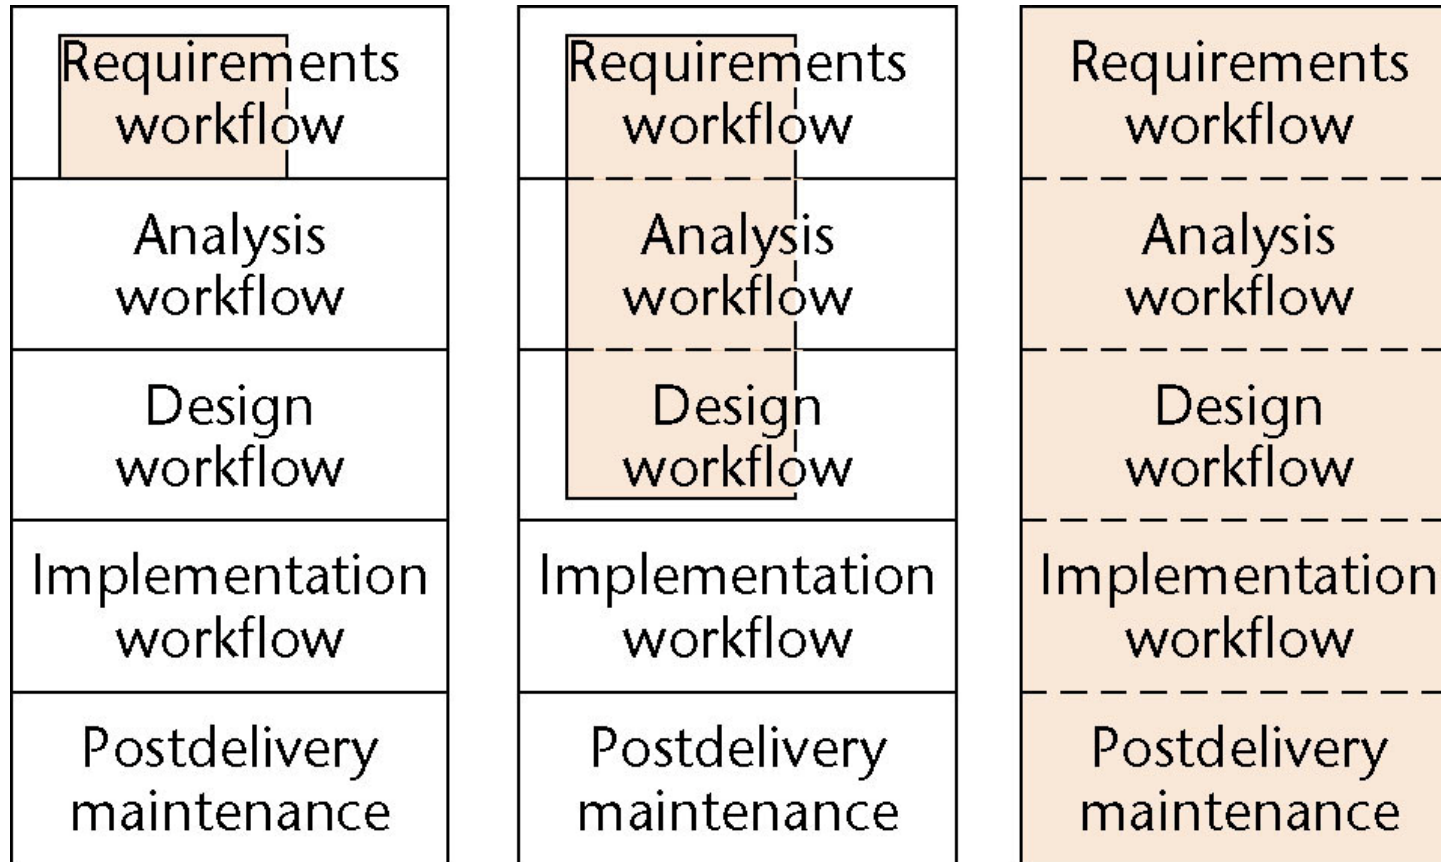 Requirements
workflow
Analysis
workflow
Design
workflow
Implementation
workflow
Postdelivery
maintenance
Requirements
workflow
Analysis
workflow
Design
workflow
Implementation
workflow
Postdelivery
maintenance
Requirements
workflow
Analysis
workflow
Design
workflow
Implementation
workflow
Postdelivery
maintenance